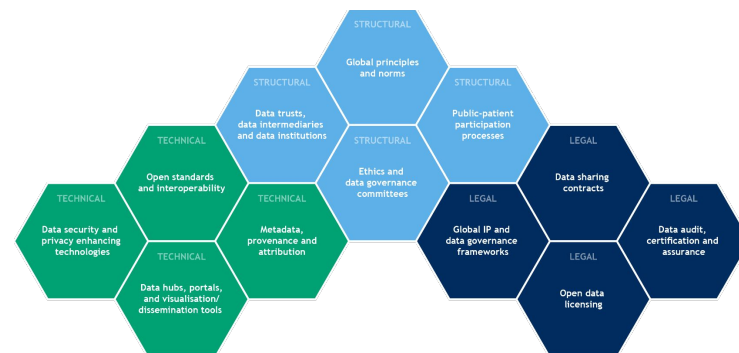 STRUCTURAL
Global principles
and norms
STRUCTURAL
Data trusts,
data intermediaries
and data institutions
STRUCTURAL
Public-patient
participation
processes
TECHNICAL
Open standards
and interoperability
STRUCTURAL
Ethics and
data governance
committees
LEGAL
Data sharing
contracts
TECHNICAL
Data security and
privacy enhancing
technologies
TECHNICAL
Metadata,
provenance and
attribution
LEGAL
Global IP and
data governance
frameworks
LEGAL
Data audit,
certification and
assurance
TECHNICAL
Data hubs, portals,
and visualisation/
dissemination tools
LEGAL
Open data
licensing